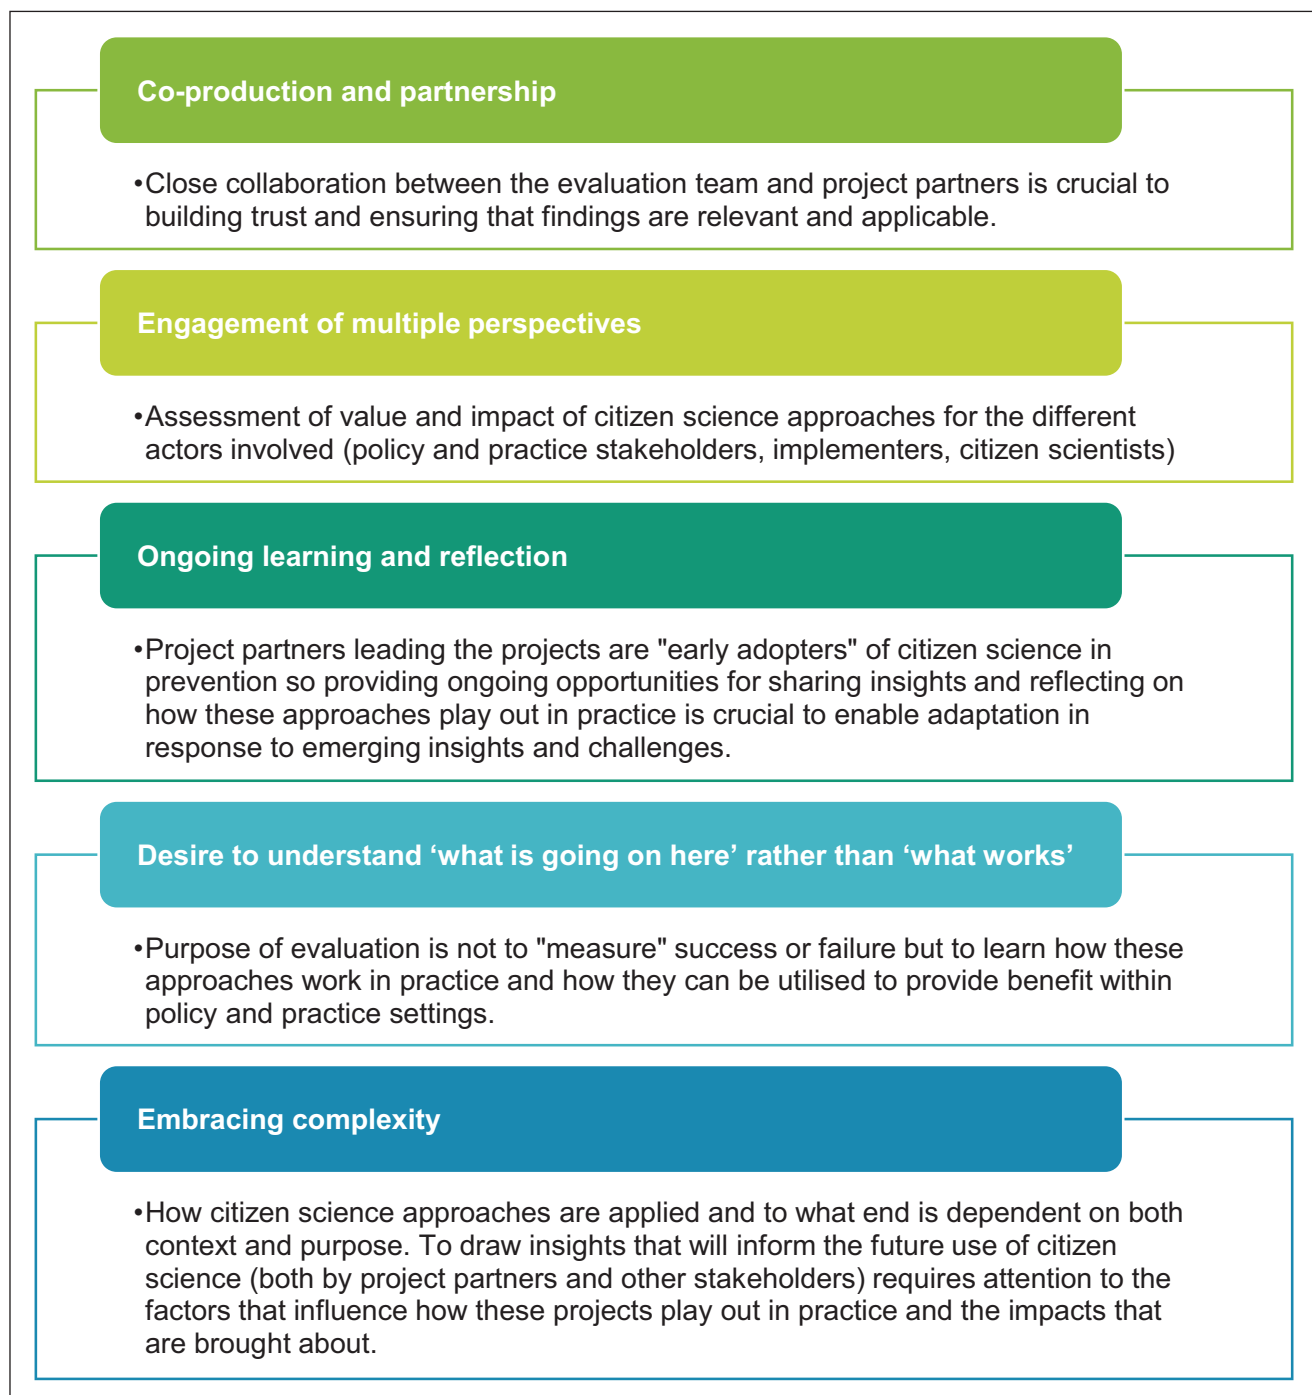 Co-production and partnership
•Close collaboration between the evaluation team and project partners is crucial to
building trust and ensuring that findings are relevant and applicable.
Engagement of multiple perspectives
•Assessment of value and impact of citizen science approaches for the different
actors involved (policy and practice stakeholders, implementers, citizen scientists)
Ongoing learning and reflection
•Project partners leading the projects are "early adopters" of citizen science in
prevention so providing ongoing opportunities for sharing insights and reflecting on
how these approaches play out in practice is crucial to enable adaptation in
response to emerging insights and challenges.
Desire to understand ‘what is going on here’ rather than ‘what works’
•Purpose of evaluation is not to "measure" success or failure but to learn how these
approaches work in practice and how they can be utilised to provide benefit within
policy and practice settings.
Embracing complexity
•How citizen science approaches are applied and to what end is dependent on both
context and purpose. To draw insights that will inform the future use of citizen
science (both by project partners and other stakeholders) requires attention to the
factors that influence how these projects play out in practice and the impacts that
are brought about.